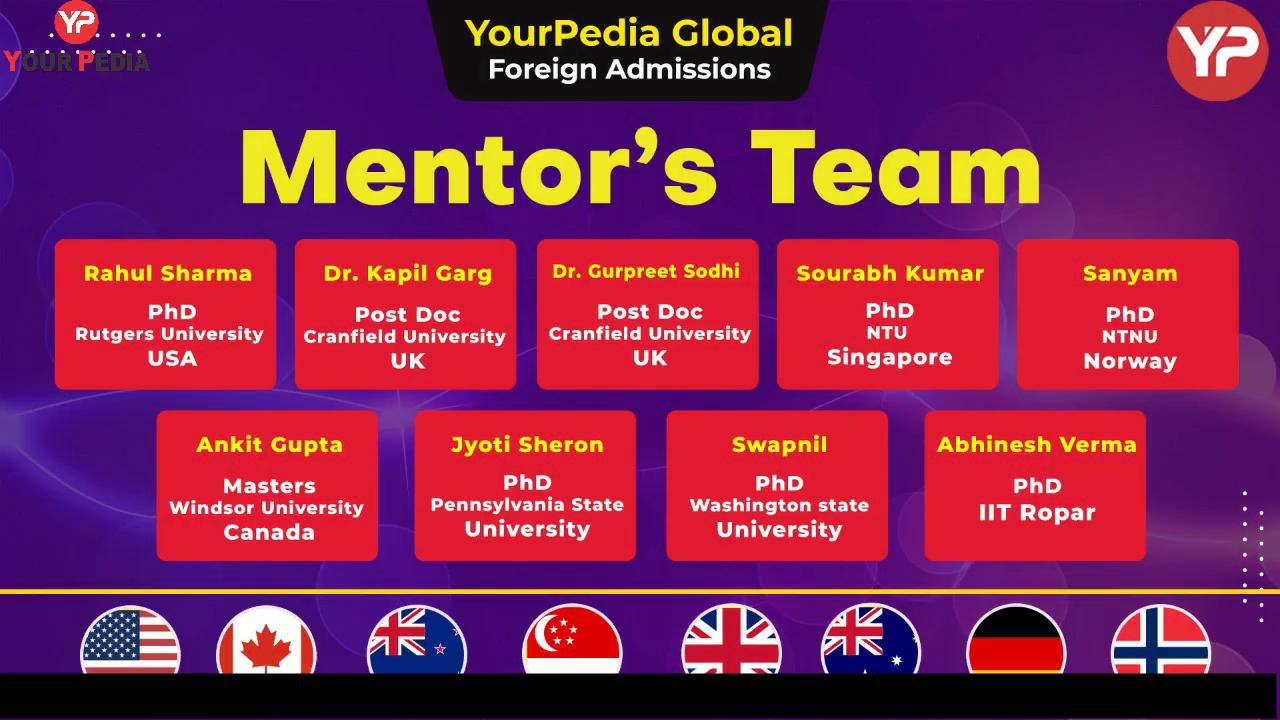 YP
YOUR PEDIA
YourPedia Global
Foreign Admissions
YP
Mentor's Team
Rahul Sharma
PhD
Rutgers University
USA
Dr. Kapil Garg
Post Doc
Cranfield University
UK
Dr. Gurpreet Sodhi
Post Doc
Cranfield University
UK
Sourabh Kumar
PhD
NTU
Singapore
Sanyam
PhD
NTNU
Norway
Ankit Gupta
Masters
Windsor University
Canada
Jyoti Sheron
PhD
Pennsylvania State
University
Swapnil
PhD
Washington state
University
Abhinesh Verma
PhD
IIT Ropar